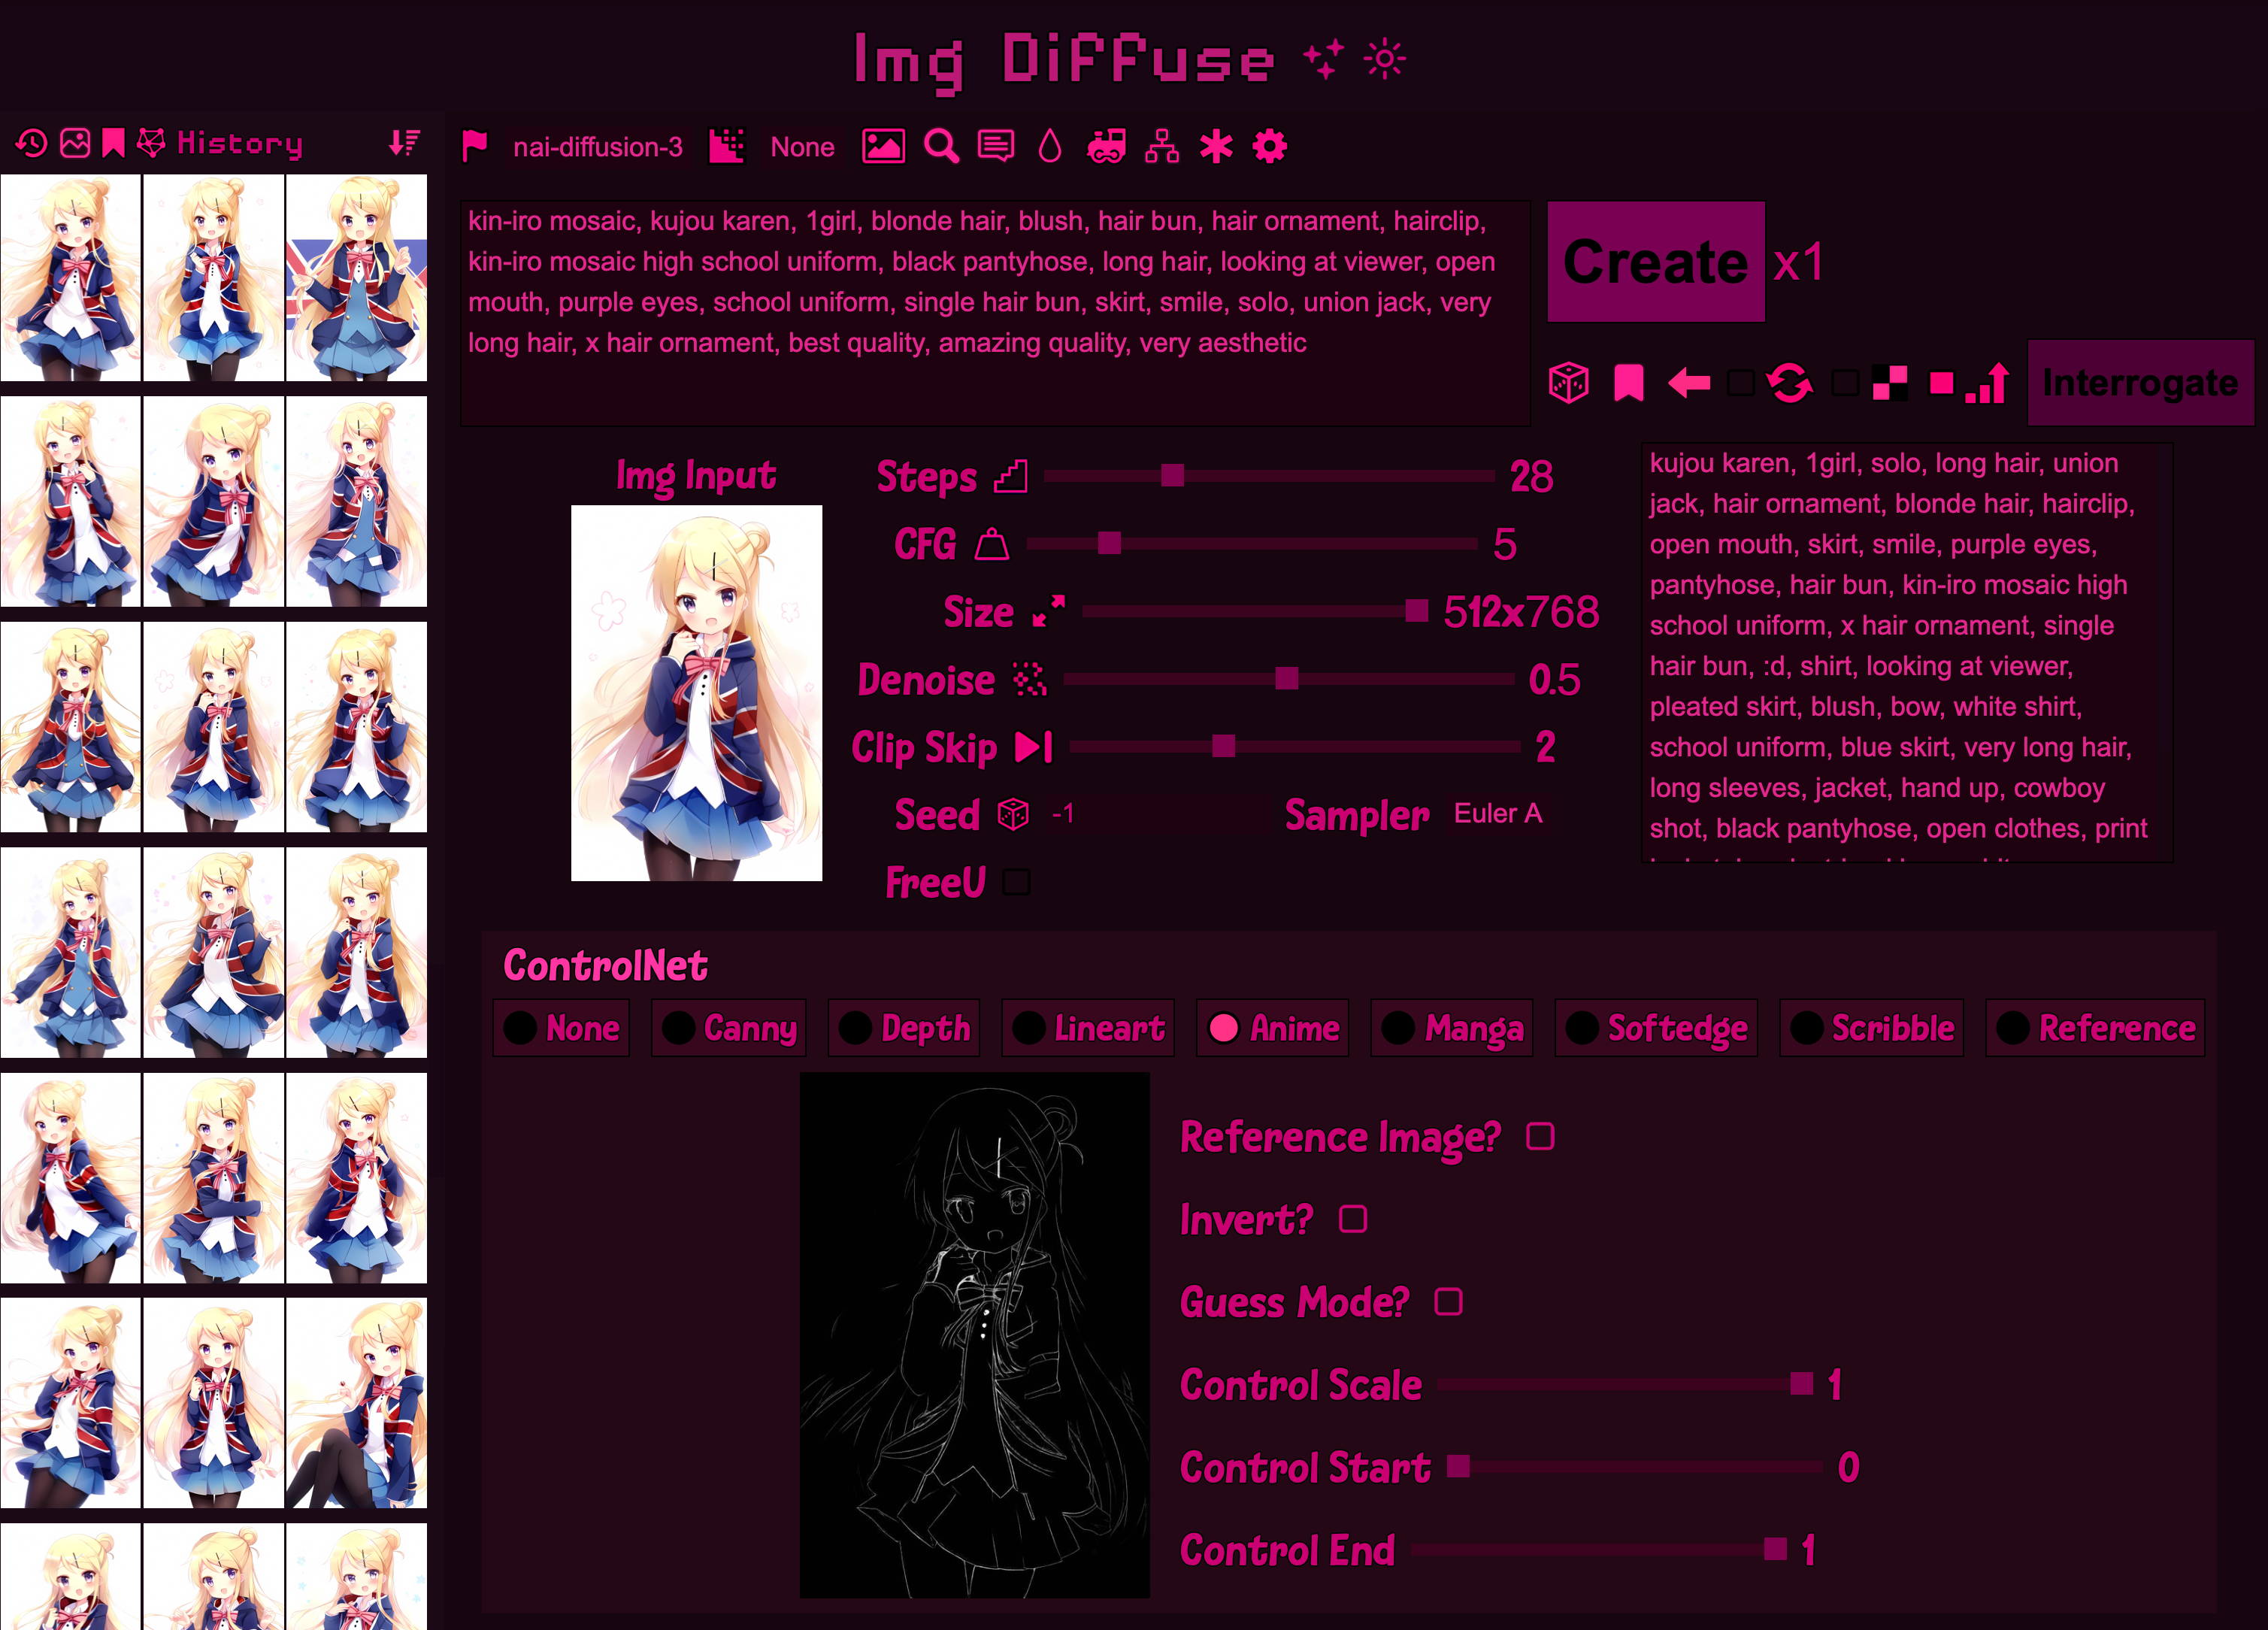 Img Diffuse
History
nai-diffusion-3
None
kin-iro mosaic, kujou karen, 1girl, blonde hair, blush, hair bun, hair ornament, hairclip,
kin-iro mosaic high school uniform, black pantyhose, long hair, looking at viewer, open
mouth, purple eyes, school uniform, single hair bun, skirt, smile, solo, union jack, very
long hair, x hair ornament, best quality, amazing quality, very aesthetic
Create x1
Interrogate
Img Input
Steps 28
CFG 5
Size 512x768
Denoise 0.5
Clip Skip 2
Seed -1
Sampler Euler A
FreeU
kujou karen, 1girl, solo, long hair, union
jack, hair ornament, blonde hair, hairclip,
open mouth, skirt, smile, purple eyes,
pantyhose, hair bun, kin-iro mosaic high
school uniform, x hair ornament, single
hair bun, :d, shirt, looking at viewer,
pleated skirt, blush, bow, white shirt,
school uniform, blue skirt, very long hair,
long sleeves, jacket, hand up, cowboy
shot, black pantyhose, open clothes, print
ControlNet
None
Canny
Depth
Lineart
Anime
Manga
Softedge
Scribble
Reference
Reference Image?
Invert?
Guess Mode?
Control Scale 1
Control Start 0
Control End 1